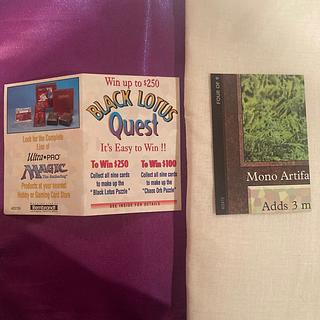 Win up to $250
BLACK LOTUS
Quest
It's Easy to Win !!
To Win $250
Collect all nine cards
to make up the
"Black Lotus Puzzle"
To Win $100
Collect all nine cards
to make up the
"Chaos Orb Puzzle"
SEE INSIDE FOR DETAILS
Look for the Complete
Line of
Ultra PRO
MAGIC
The Gathering
Products at your nearest
Hobby or Gaming Card Store
FOUR OF 9
Mono Artifa
Adds 3 m